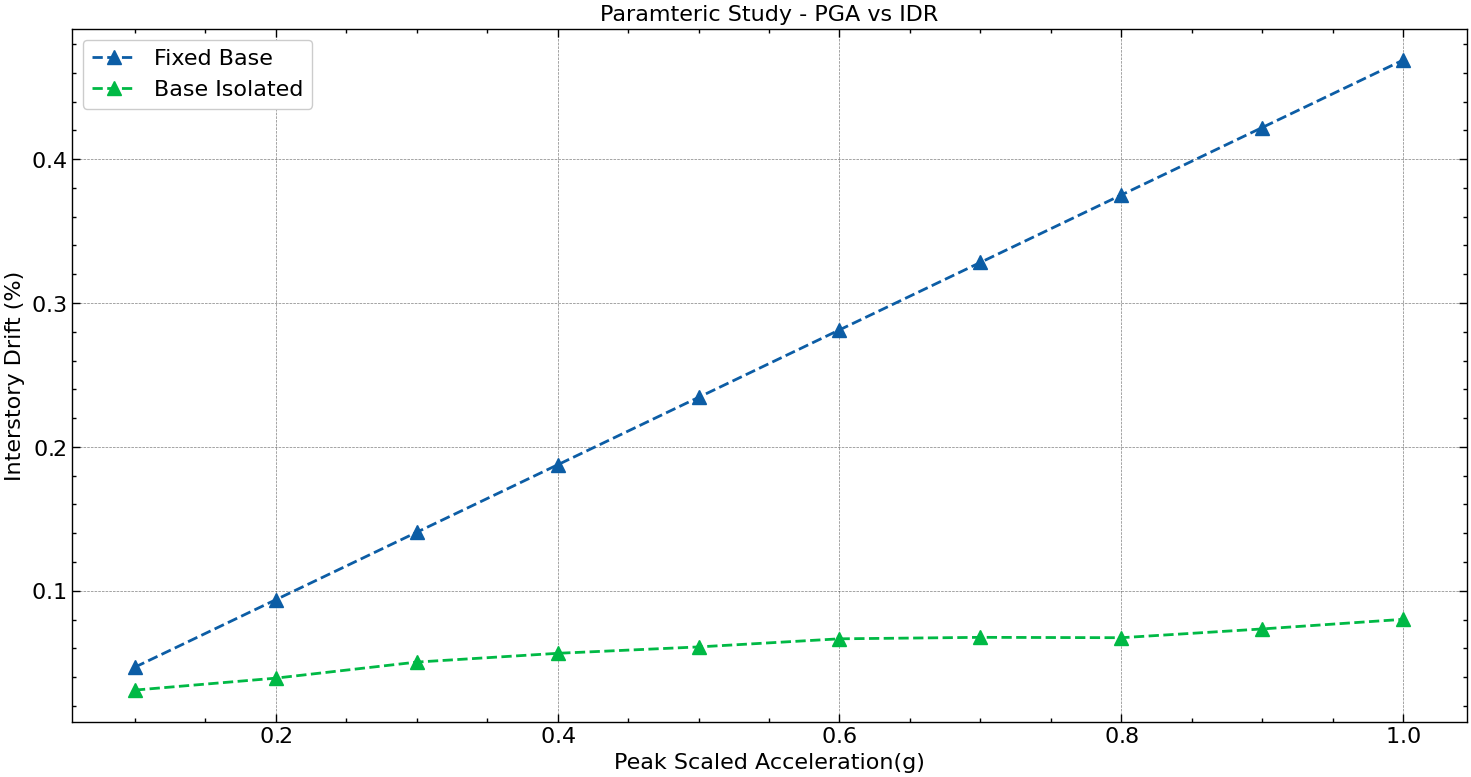 Paramteric Study - PGA vs IDR
Fixed Base
Base Isolated
Interstory Drift (%)
0.4
0.3
0.2
0.1
0.2 0.4 0.6 0.8 1.0
Peak Scaled Acceleration(g)